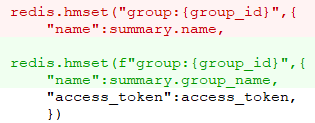 redis.hmset("group:{group_id}",{
    "name":summary.name,
redis.hmset(f"group:{group_id}",{
    "name":summary.group_name,
    "access_token":access_token,
    })